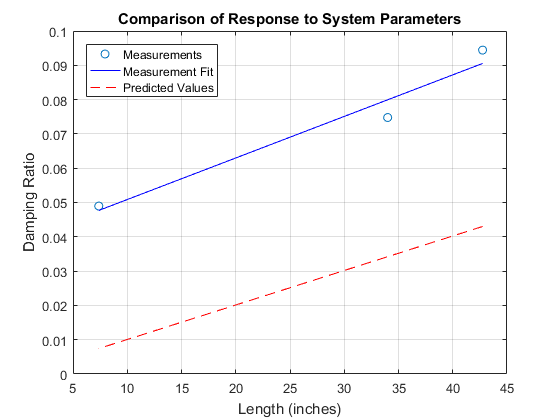 Comparison of Response to System Parameters
Measurements
Measurement Fit
Predicted Values
Damping Ratio
0.1
0.09
0.08
0.07
0.06
0.05
0.04
0.03
0.02
0.01
0
5 10 15 20 25 30 35 40 45
Length (inches)